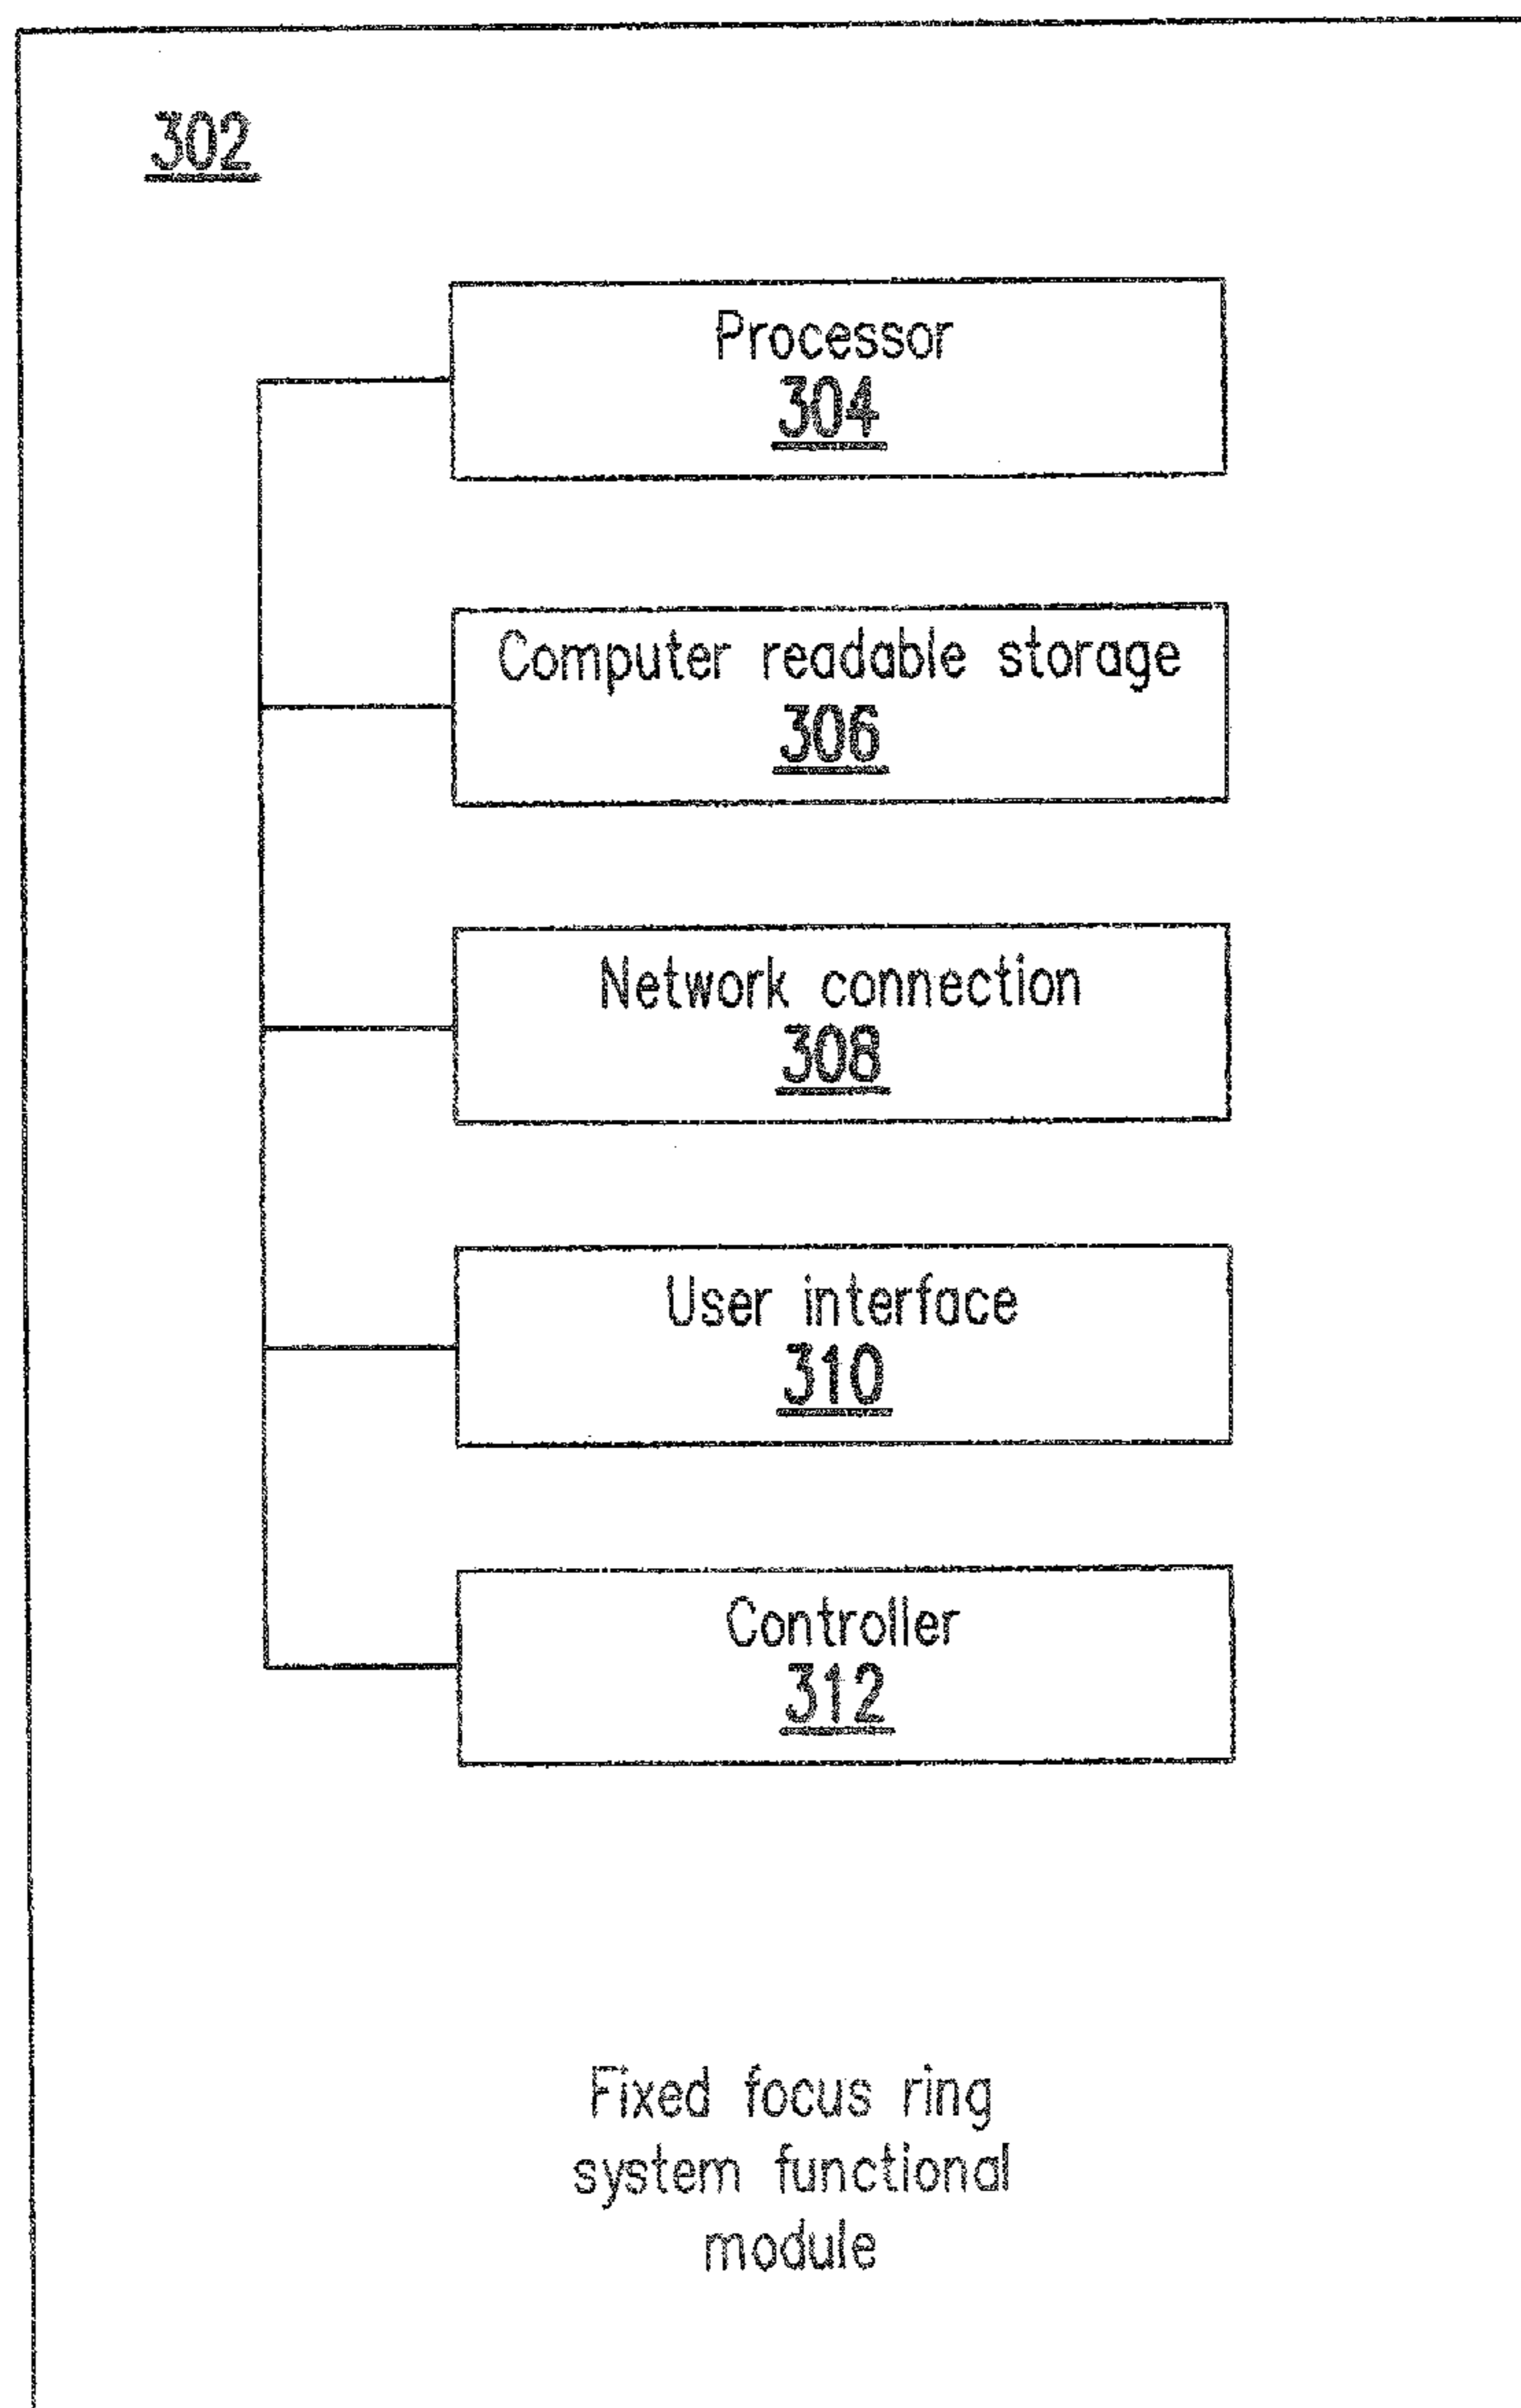 302
Processor
304
Computer readable storage
306
Network connection
308
User interface
310
Controller
312
Fixed focus ring
system functional
module